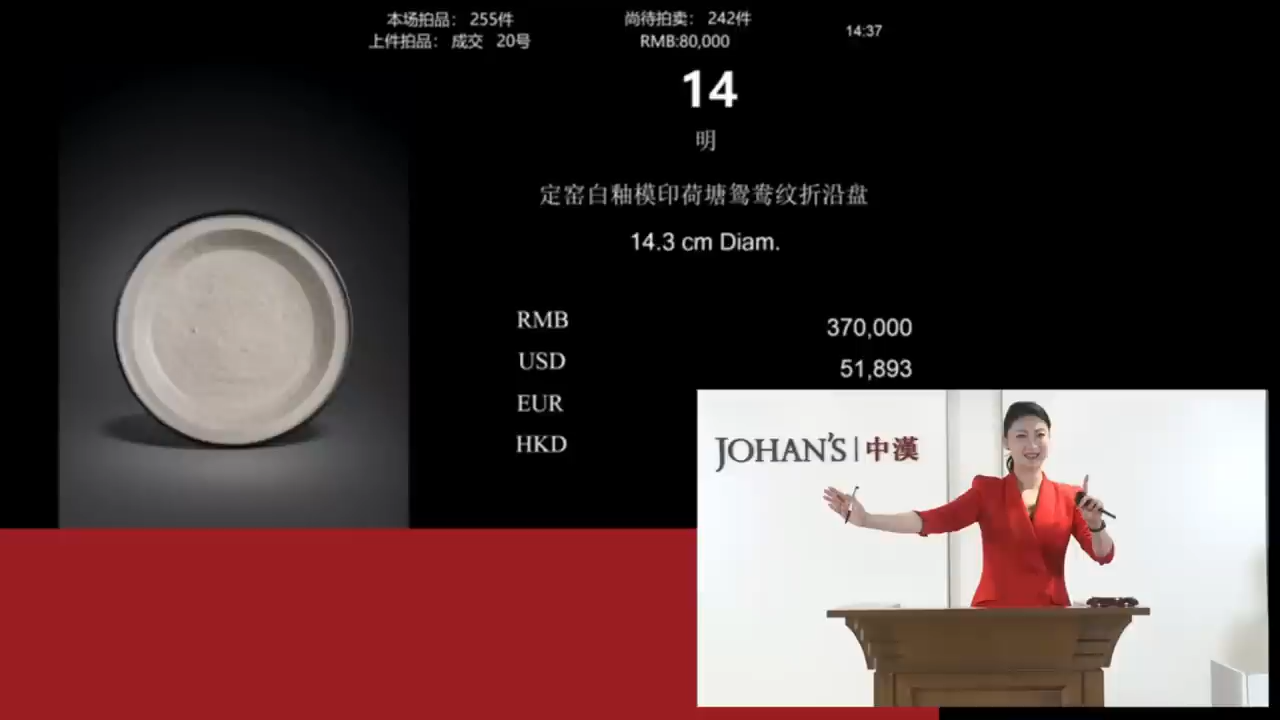 本场拍品： 255件
尚待拍卖： 242件
上件拍品： 成交 20号
RMB:80,000
14:37
14
明
定窑白釉模印荷塘鸳鸯纹折沿盘
14.3 cm Diam.
RMB 370,000
USD 51,893
EUR
HKD
JOHAN'S | 中漢